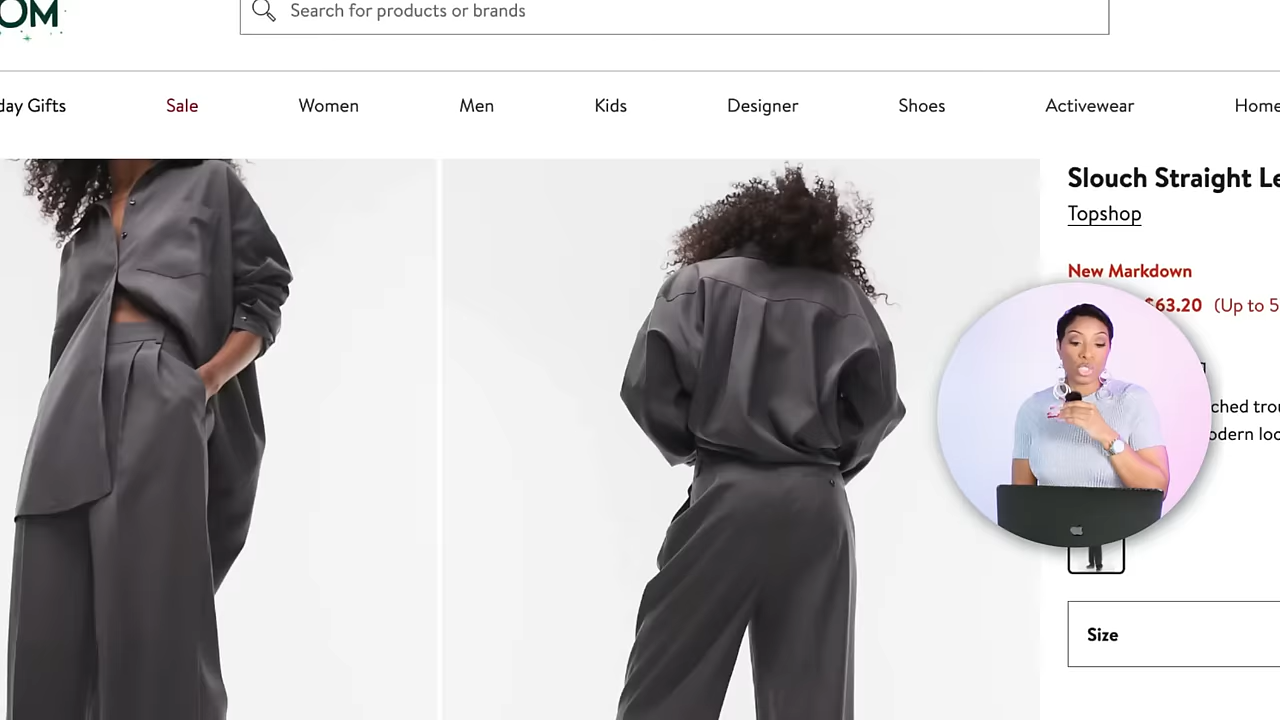 OM
Search for products or brands
day Gifts
Sale
Women
Men
Kids
Designer
Shoes
Activewear
Home
Slouch Straight Le
Topshop
New Markdown
$63.20 (Up to 5
ched trou
odern loo
Size